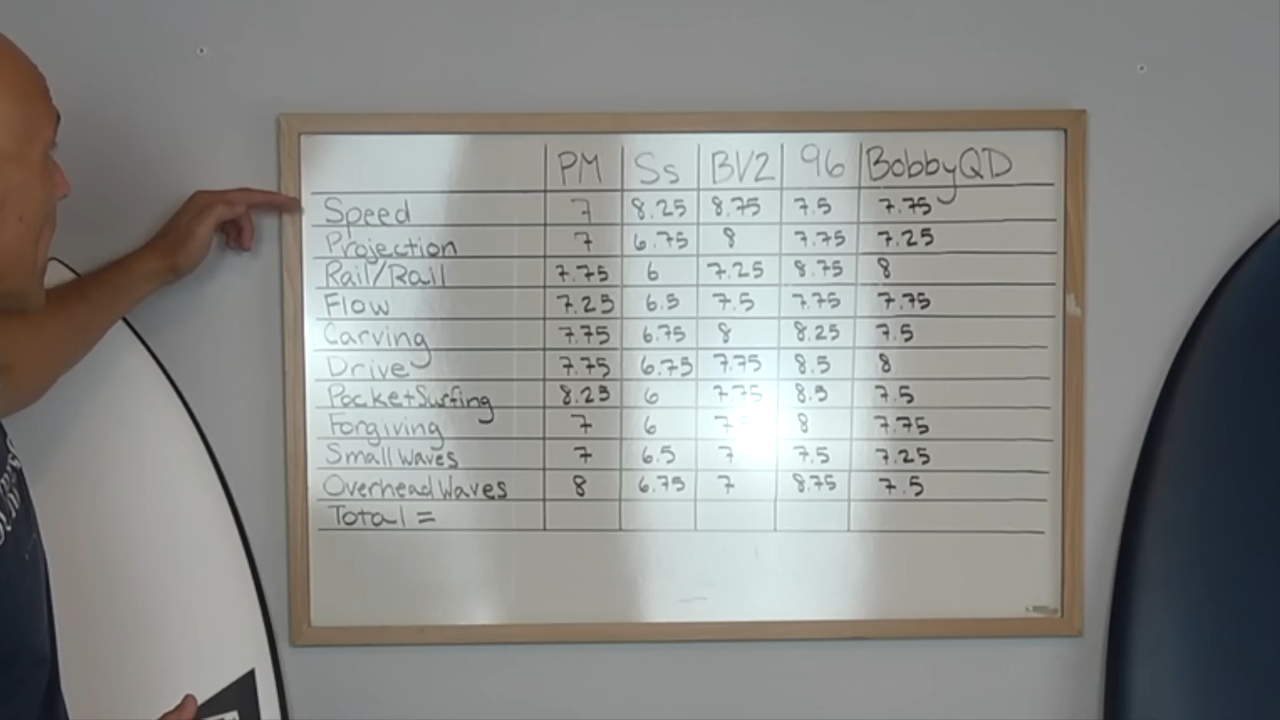 PM Ss BV2 96 BobbyQD
Speed 7 8.25 8.75 7.5 7.75
Projection 7 6.75 8 7.75 7.25
Rail/Rail 7.75 6 7.25 8.75 8
Flow 7.25 6.5 7.5 7.75 7.75
Carving 7.75 6.75 8 8.25 7.5
Drive 7.75 6.75 7.75 8.5 8
Pocket Surfing 8.25 6 7.75 8.5 7.5
Forgiving 7 6 8 7.75
Small Waves 7 6.5 7 7.5 7.25
Overhead Waves 8 6.75 7 8.75 7.5
Total =